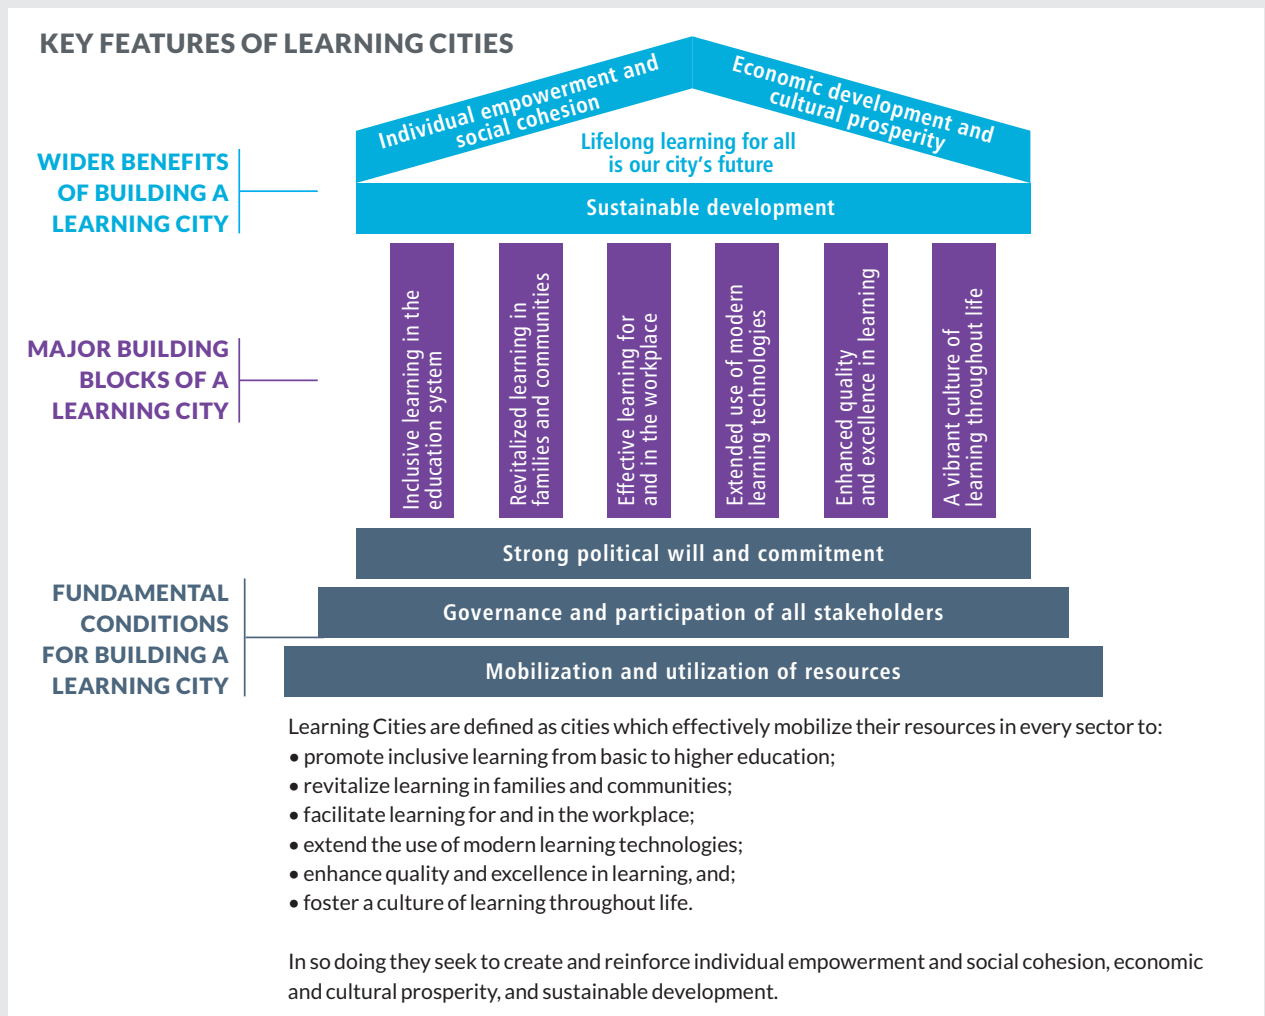 KEY FEATURES OF LEARNING CITIES
Individual empowerment and
social cohesion
Economic development and
cultural prosperity
Lifelong learning for all
is our city's future
WIDER BENEFITS
OF BUILDING A
LEARNING CITY
Sustainable development
MAJOR BUILDING
BLOCKS OF A
LEARNING CITY
Inclusive learning in the
education system
Revitalized learning in
families and communities
Effective learning for
and in the workplace
Extended use of modern
learning technologies
Enhanced quality
and excellence in learning
A vibrant culture of
learning throughout life
FUNDAMENTAL
CONDITIONS
FOR BUILDING A
LEARNING CITY
Strong political will and commitment
Governance and participation of all stakeholders
Mobilization and utilization of resources
Learning Cities are defined as cities which effectively mobilize their resources in every sector to:
• promote inclusive learning from basic to higher education;
• revitalize learning in families and communities;
• facilitate learning for and in the workplace;
• extend the use of modern learning technologies;
• enhance quality and excellence in learning, and;
• foster a culture of learning throughout life.
In so doing they seek to create and reinforce individual empowerment and social cohesion, economic
and cultural prosperity, and sustainable development.